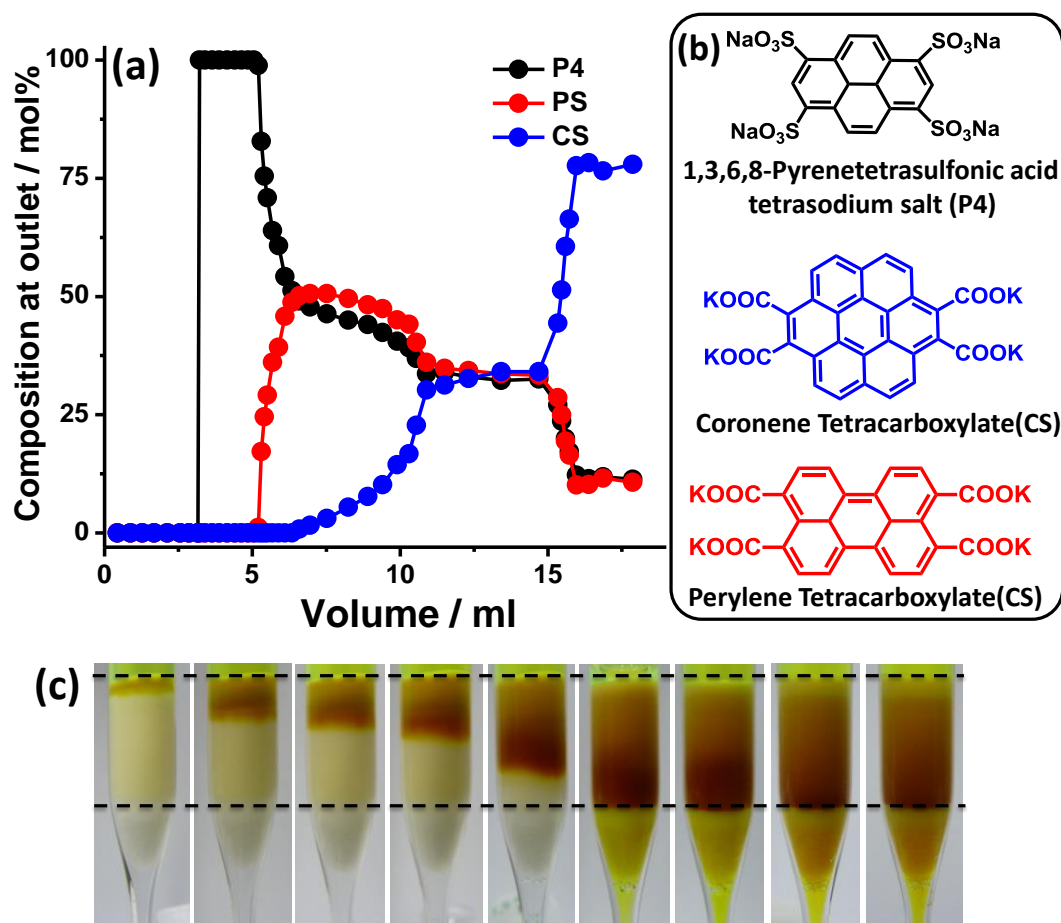 (a)
100
75
50
25
0
Composition at outlet / mol%
P4
PS
CS
0 5 10 15
Volume / ml
(b)
NaO₃S SO₃Na
NaO₃S SO₃Na
1,3,6,8-Pyrenetetrasulfonic acid
tetrasodium salt (P4)
KOOC COOK
KOOC COOK
Coronene Tetracarboxylate(CS)
KOOC COOK
KOOC COOK
Perylene Tetracarboxylate(CS)
(c)